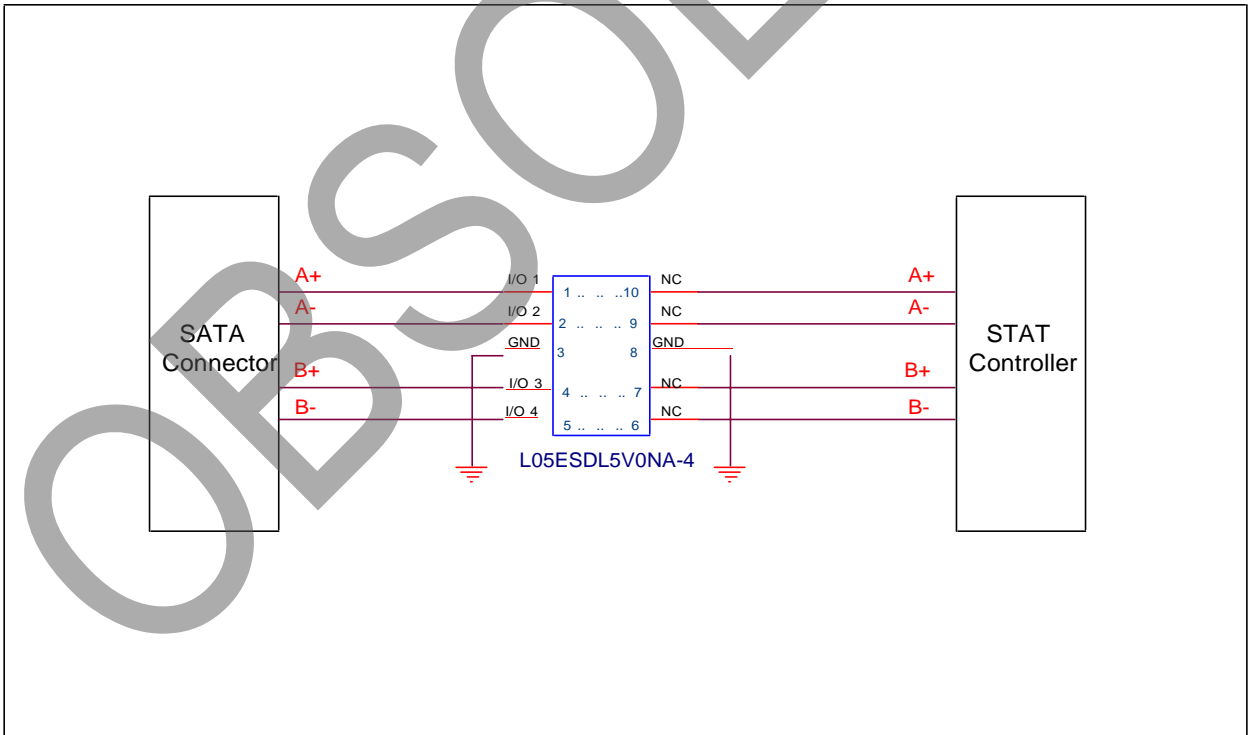 OBSOL
A+
A-
SATA
Connector
B+
B-
I/O 1
I/O 2
GND
I/O 3
I/O 4
1 .. .. ..10
2 .. .. .. 9
3 8
4 .. .. .. 7
5 .. .. .. 6
NC
NC
GND
NC
NC
L05ESDL5V0NA-4
A+
A-
B+
B-
STAT
Controller